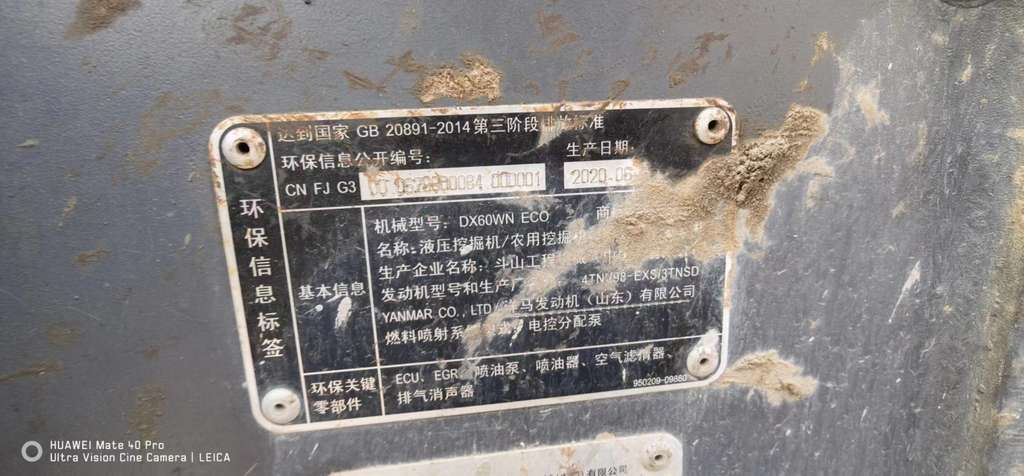 达到国家 GB 20891-2014 第三阶段排放标准
环保信息公开编号:
生产日期:
CN FJ G3
2020.06
环保信息标签
基本信息
机械型号: DX60WN ECO 商
名称: 液压挖掘机/农用挖掘机
生产企业名称: 斗山工程
发动机型号和生产
YANMAR CO., LTD 洋马发动机(山东)有限公司
燃料喷射系 电控分配泵
环保关键
零部件
ECU、EGR、喷油泵、喷油器、空气滤清器、
排气消声器
950209-09860
有限公司
HUAWEI Mate 40 Pro
Ultra Vision Cine Camera | LEICA